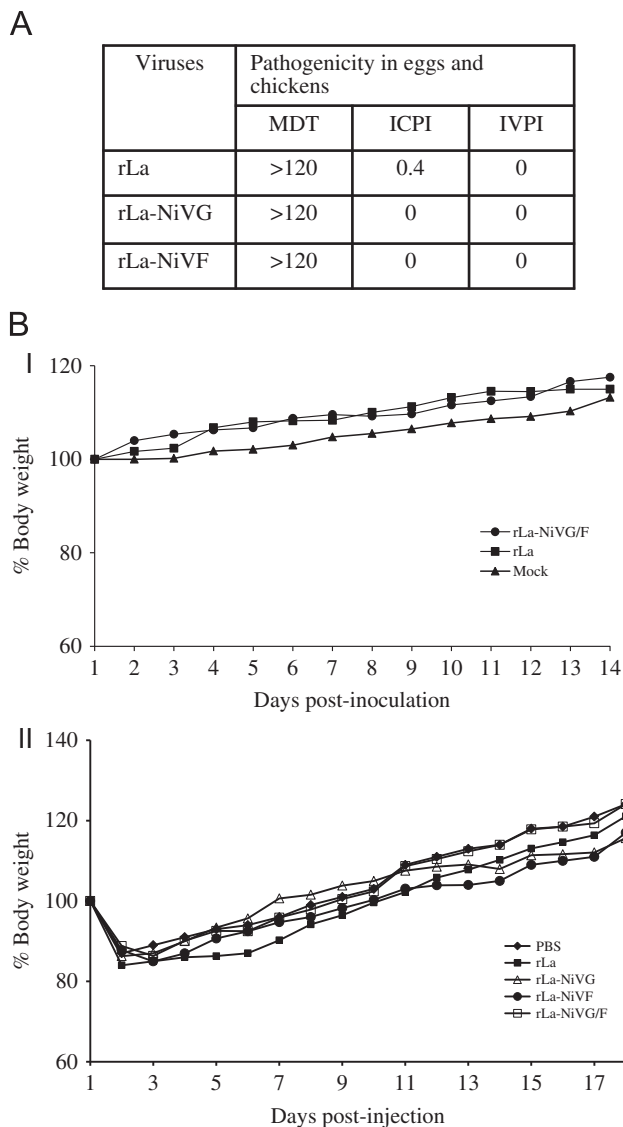 A
Viruses
Pathogenicity in eggs and
chickens
MDT ICPI IVPI
rLa >120 0.4 0
rLa-NiVG >120 0 0
rLa-NiVF >120 0 0
B
I
120
100
80
60
% Body weight
rLa-NiVG/F
rLa
Mock
1 2 3 4 5 6 7 8 9 10 11 12 13 14
Days post-inoculation
II
140
120
100
80
60
% Body weight
PBS
rLa
rLa-NiVG
rLa-NiVF
rLa-NiVG/F
1 3 5 7 9 11 13 15 17
Days post-injection